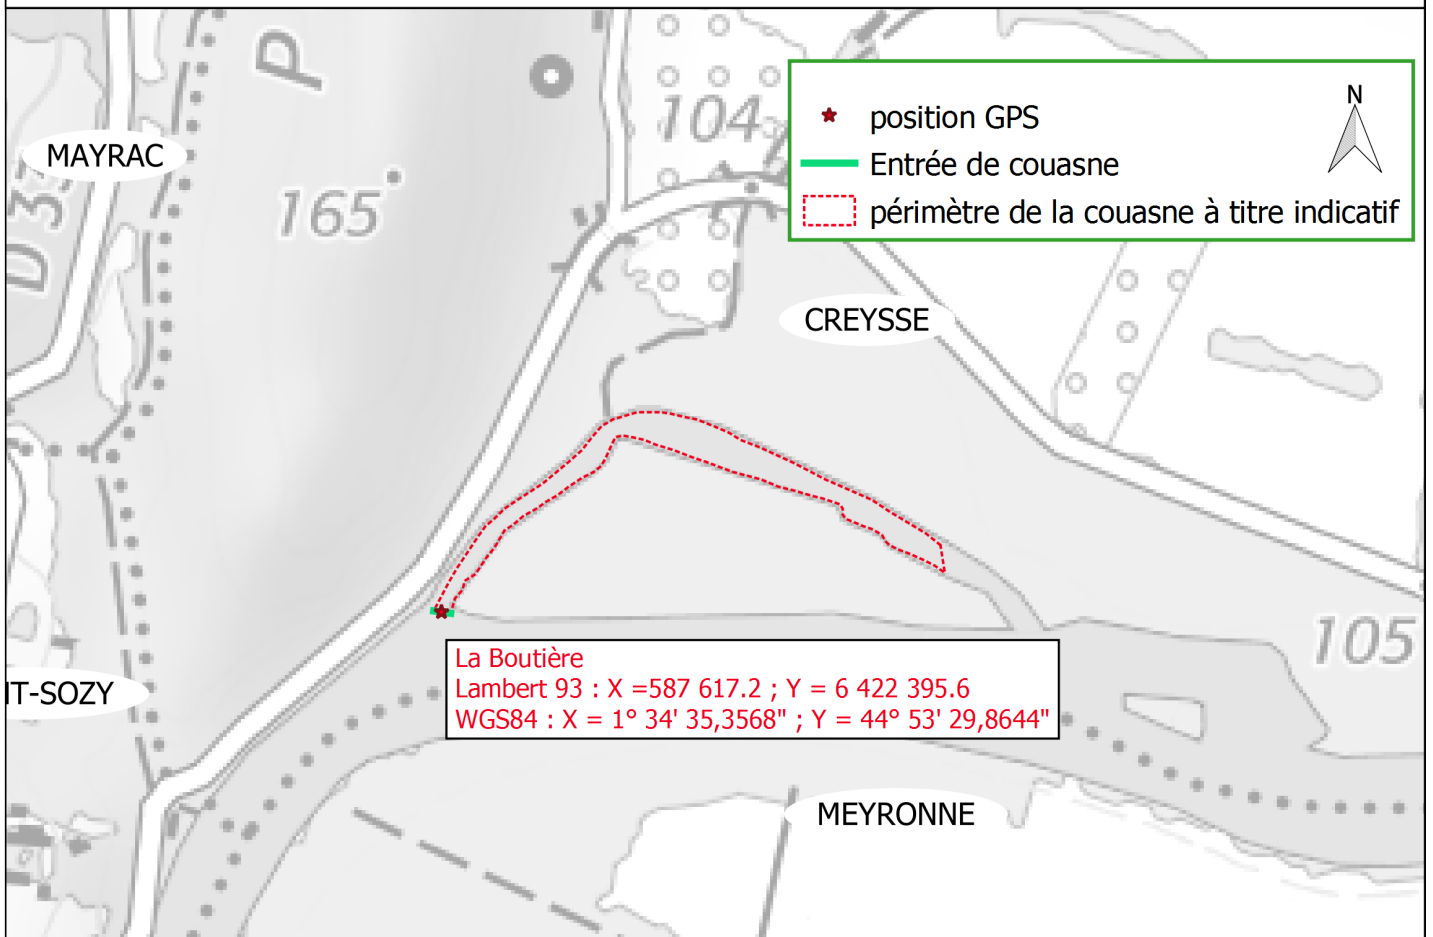 P
104
N
position GPS
MAYRAC
Entrée de couasne
165
périmètre de la couasne à titre indicatif
CREYSSE
105
La Boutière
Lambert 93 : X =587 617.2 ; Y = 6 422 395.6
IT-SOZY
WGS84 : X = 1° 34' 35,3568" ; Y = 44° 53' 29,8644"
MEYRONNE